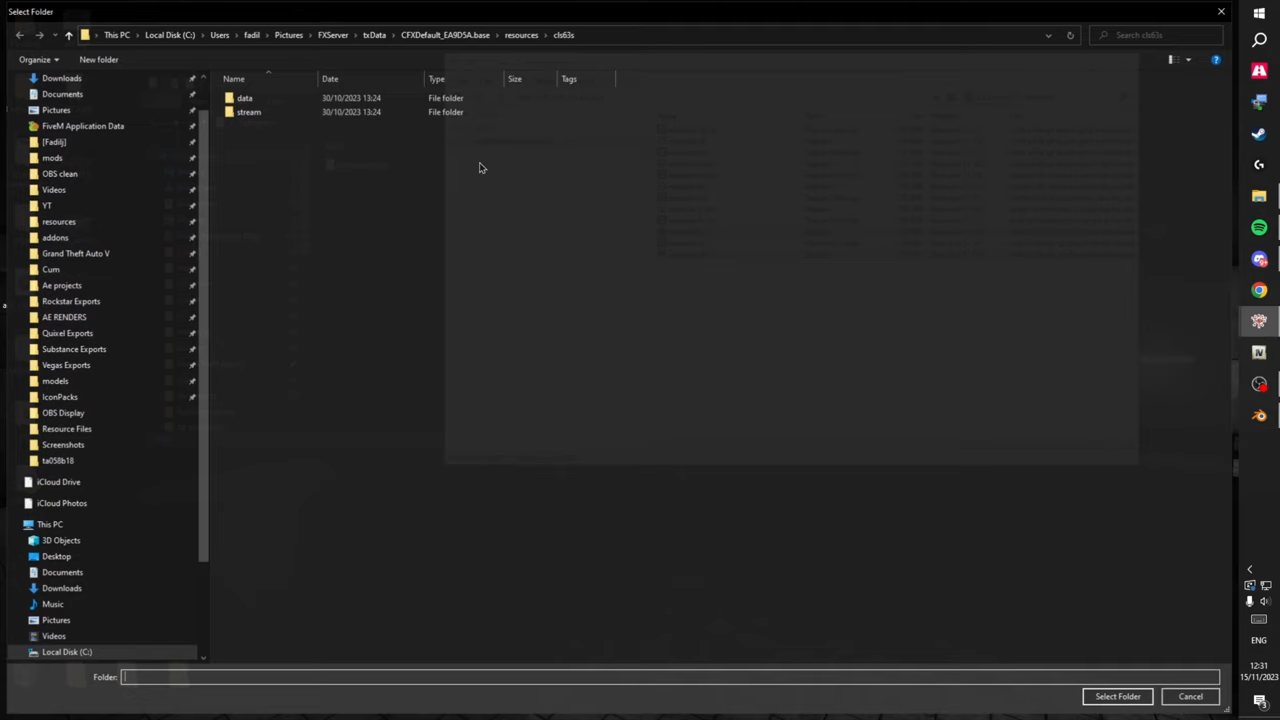 Select Folder
This PC > Local Disk (C:) > Users > fadil > Pictures > FXServer > txData > CFXDefault_EA9D5A.base > resources > cls63s
Search cls63s
Organize
New folder
Name
Date
Type
Size
Tags
data
30/10/2023 13:24
File folder
stream
30/10/2023 13:24
File folder
Downloads
Documents
Pictures
FiveM Application Data
[Fadilj]
mods
OBS clean
Videos
YT
resources
addons
Grand Theft Auto V
Cum
Ae projects
Rockstar Exports
AE RENDERS
Quixel Exports
Substance Exports
Vegas Exports
models
IconPacks
OBS Display
Resource Files
Screenshots
ta058b18
iCloud Drive
iCloud Photos
This PC
3D Objects
Desktop
Documents
Downloads
Music
Pictures
Videos
Local Disk (C:)
Folder:
Select Folder
Cancel
ENG
12:31
15/11/2023